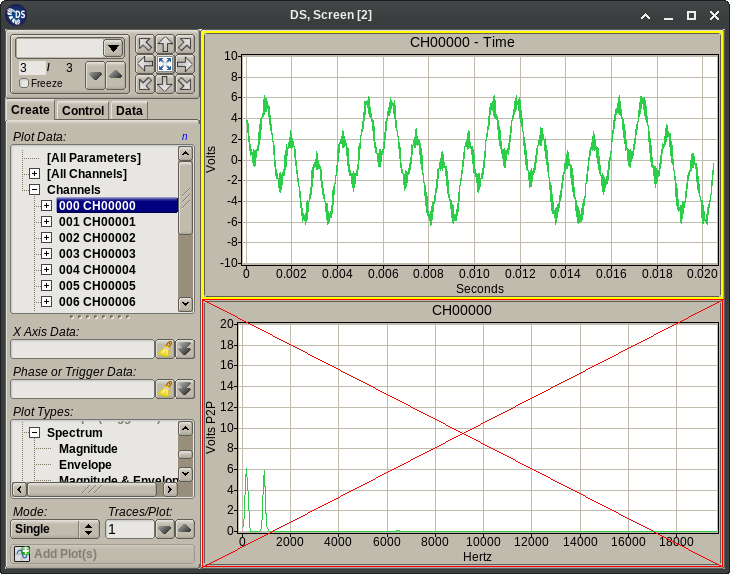 DS, Screen [2]
3 / 3
Freeze
Create Control Data
Plot Data: n
[All Parameters]
[All Channels]
Channels
000 CH00000
001 CH00001
002 CH00002
003 CH00003
004 CH00004
005 CH00005
006 CH00006
X Axis Data:
Phase or Trigger Data:
Plot Types:
Spectrum
Magnitude
Envelope
Magnitude & Envelop
Mode: Traces/Plot:
Single 1
Add Plot(s)
CH00000 - Time
10
8
6
4
2
0
-2
-4
-6
-8
-10
Volts
0 0.002 0.004 0.006 0.008 0.010 0.012 0.014 0.016 0.018 0.020
Seconds
CH00000
20
18
16
14
12
10
8
6
4
2
0
Volts P2P
0 2000 4000 6000 8000 10000 12000 14000 16000 18000
Hertz